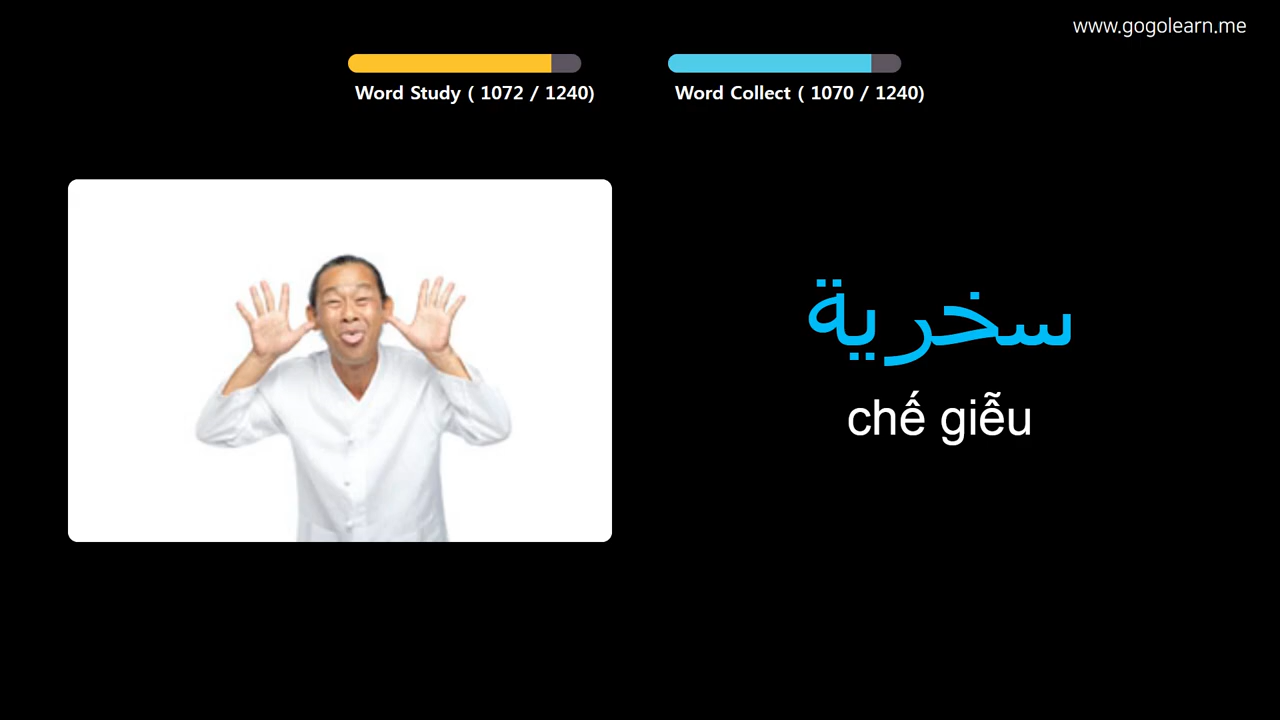 www.gogolearn.me
Word Study ( 1072 / 1240)
Word Collect ( 1070 / 1240)
سخرية
chế giễu